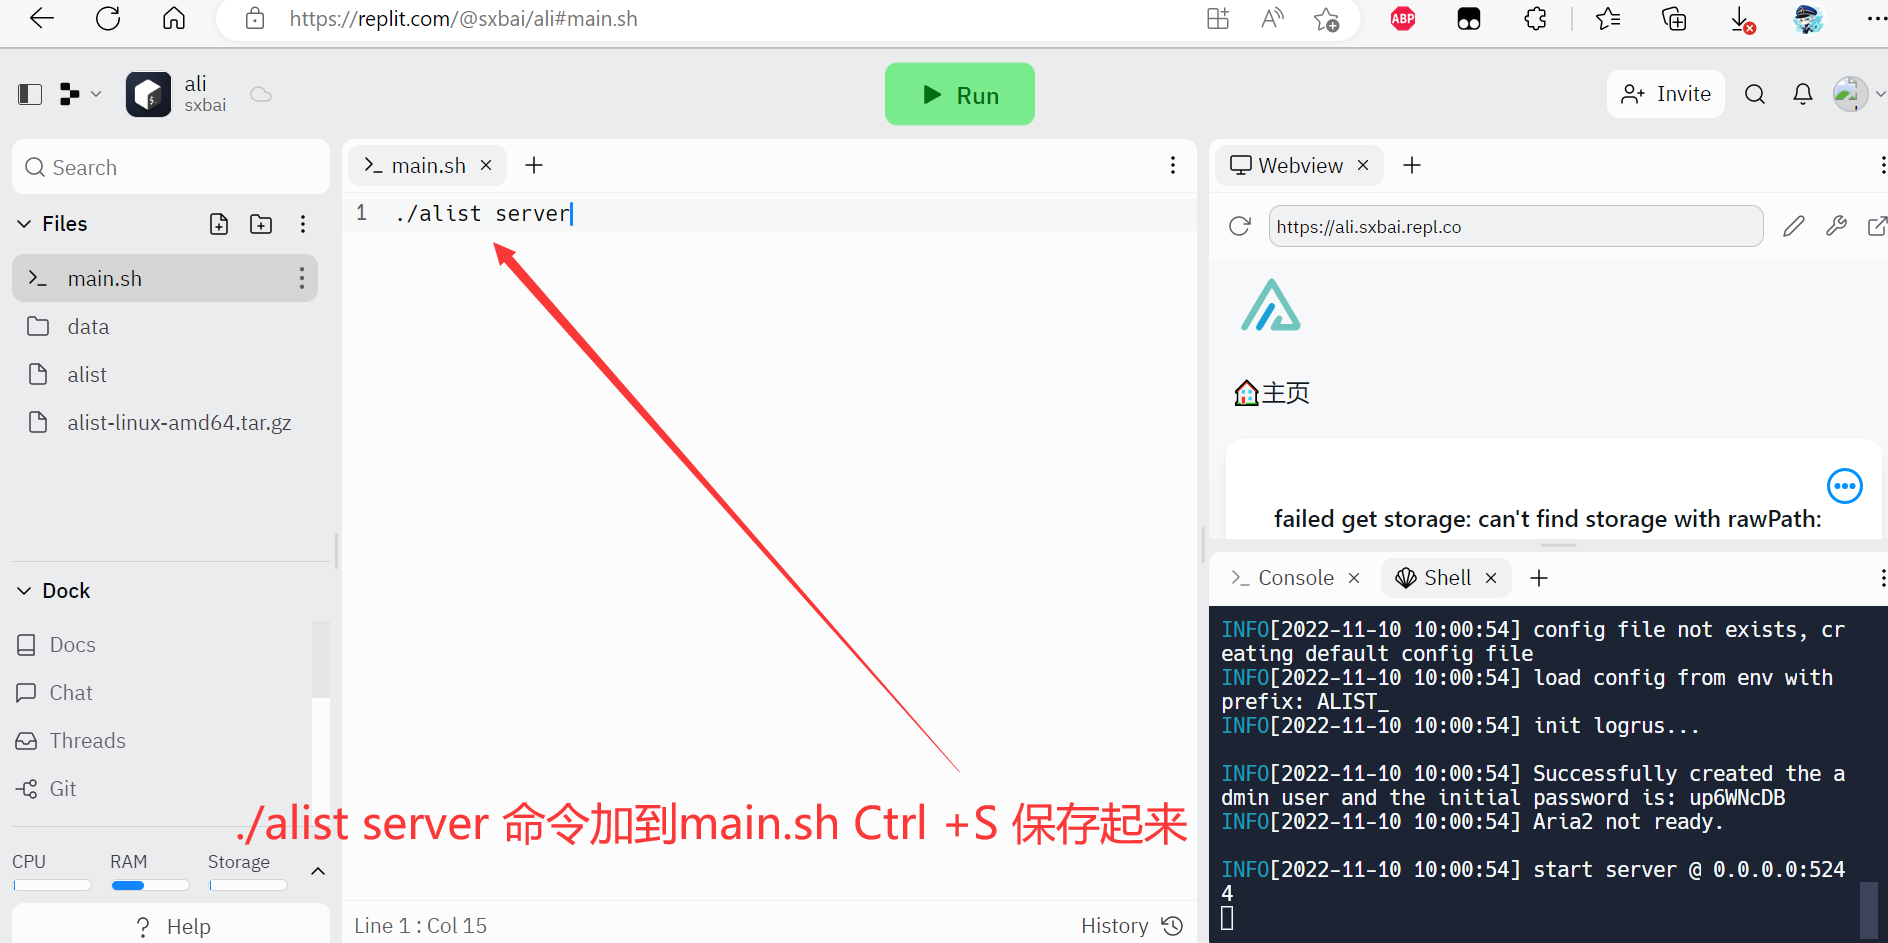 https://replit.com/@sxbai/ali#main.sh
ABP
ali
sxbai
Run
Invite
Search
Files
main.sh
data
alist
alist-linux-amd64.tar.gz
Dock
Docs
Chat
Threads
Git
CPU RAM Storage
? Help
main.sh
1 ./alist server
./alist server 命令加到main.sh Ctrl +S 保存起来
Line 1 : Col 15
History
Webview
https://ali.sxbai.repl.co
主页
failed get storage: can't find storage with rawPath:
Console
Shell
INFO[2022-11-10 10:00:54] config file not exists, cr
eating default config file
INFO[2022-11-10 10:00:54] load config from env with
prefix: ALIST_
INFO[2022-11-10 10:00:54] init logrus...
INFO[2022-11-10 10:00:54] Successfully created the a
dmin user and the initial password is: up6WNcDB
INFO[2022-11-10 10:00:54] Aria2 not ready.
INFO[2022-11-10 10:00:54] start server @ 0.0.0.0:524
4